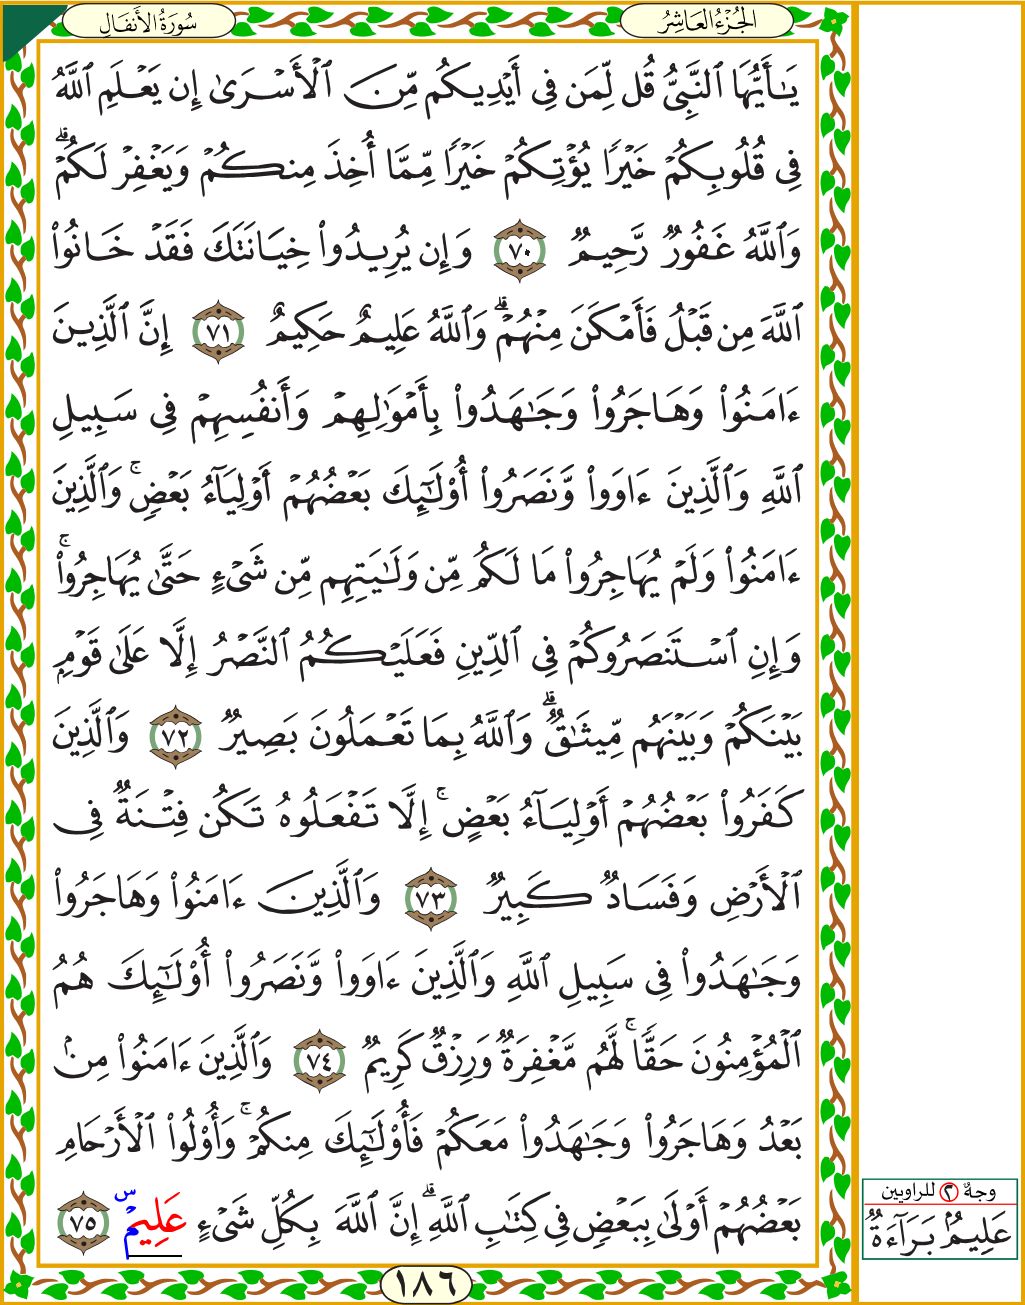 سُورَةُ الأَنفَالِ
الجُزْءُ العَاشِرُ
يَـٰٓأَيُّهَا ٱلنَّبِىُّ قُل لِّمَن فِىٓ أَيْدِيكُم مِّنَ ٱلْأَسْرَىٰٓ إِن يَعْلَمِ ٱللَّهُ
فِى قُلُوبِكُمْ خَيْرًا يُؤْتِكُمْ خَيْرًا مِّمَّآ أُخِذَ مِنكُمْ وَيَغْفِرْ لَكُمْ ۗ
وَٱللَّهُ غَفُورٌ رَّحِيمٌ ٧٠ وَإِن يُرِيدُوا۟ خِيَانَتَكَ فَقَدْ خَانُوا۟
ٱللَّهَ مِن قَبْلُ فَأَمْكَنَ مِنْهُمْ ۗ وَٱللَّهُ عَلِيمٌ حَكِيمٌ ٧١ إِنَّ ٱلَّذِينَ
ءَامَنُوا۟ وَهَاجَرُوا۟ وَجَـٰهَدُوا۟ بِأَمْوَٰلِهِمْ وَأَنفُسِهِمْ فِى سَبِيلِ
ٱللَّهِ وَٱلَّذِينَ ءَاوَوا۟ وَّنَصَرُوٓا۟ أُو۟لَـٰٓئِكَ بَعْضُهُمْ أَوْلِيَآءُ بَعْضٍ ۚ وَٱلَّذِينَ
ءَامَنُوا۟ وَلَمْ يُهَاجِرُوا۟ مَا لَكُم مِّن وَلَـٰيَتِهِم مِّن شَىْءٍ حَتَّىٰ يُهَاجِرُوا۟ ۚ
وَإِنِ ٱسْتَنصَرُوكُمْ فِى ٱلدِّينِ فَعَلَيْكُمُ ٱلنَّصْرُ إِلَّا عَلَىٰ قَوْمٍ
بَيْنَكُمْ وَبَيْنَهُم مِّيثَـٰقٌ ۗ وَٱللَّهُ بِمَا تَعْمَلُونَ بَصِيرٌ ٧٢ وَٱلَّذِينَ
كَفَرُوا۟ بَعْضُهُمْ أَوْلِيَآءُ بَعْضٍ ۚ إِلَّا تَفْعَلُوهُ تَكُن فِتْنَةٌ فِى
ٱلْأَرْضِ وَفَسَادٌ كَبِيرٌ ٧٣ وَٱلَّذِينَ ءَامَنُوا۟ وَهَاجَرُوا۟
وَجَـٰهَدُوا۟ فِى سَبِيلِ ٱللَّهِ وَٱلَّذِينَ ءَاوَوا۟ وَّنَصَرُوٓا۟ أُو۟لَـٰٓئِكَ هُمُ
ٱلْمُؤْمِنُونَ حَقًّا ۚ لَّهُم مَّغْفِرَةٌ وَرِزْقٌ كَرِيمٌ ٧٤ وَٱلَّذِينَ ءَامَنُوا۟ مِنۢ
بَعْدُ وَهَاجَرُوا۟ وَجَـٰهَدُوا۟ مَعَكُمْ فَأُو۟لَـٰٓئِكَ مِنكُمْ ۚ وَأُو۟لُوا۟ ٱلْأَرْحَامِ
بَعْضُهُمْ أَوْلَىٰ بِبَعْضٍ فِى كِتَـٰبِ ٱللَّهِ ۗ إِنَّ ٱللَّهَ بِكُلِّ شَىْءٍ عَلِيمٌۢ ۜ ٧٥
وجهٌ ٢ للراويين
عَلِيمٌۢ بَرَآءَةٌ
١٨٦